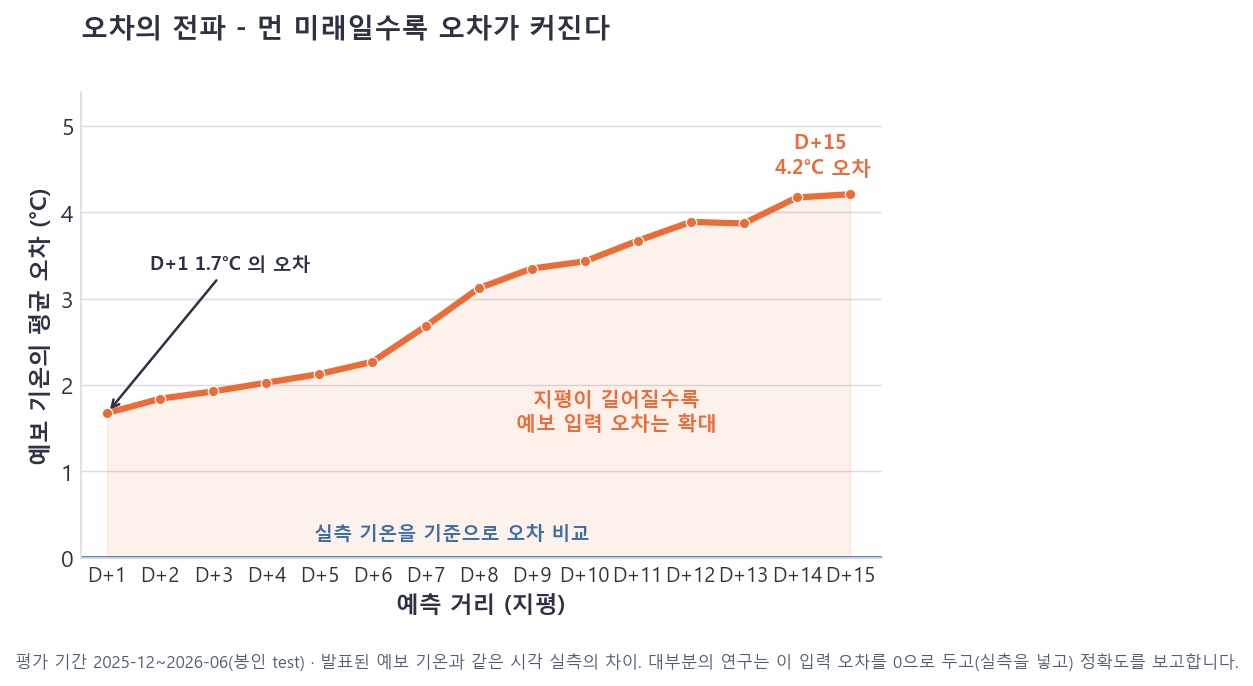 오차의 전파 - 먼 미래일수록 오차가 커진다
예보 기온의 평균 오차 (°C)
5
4
3
2
1
0
D+15
4.2°C 오차
D+1 1.7°C 의 오차
지평이 길어질수록
예보 입력 오차는 확대
실측 기온을 기준으로 오차 비교
D+1 D+2 D+3 D+4 D+5 D+6 D+7 D+8 D+9 D+10 D+11 D+12 D+13 D+14 D+15
예측 거리 (지평)
평가 기간 2025-12~2026-06(봉인 test) · 발표된 예보 기온과 같은 시각 실측의 차이. 대부분의 연구는 이 입력 오차를 0으로 두고(실측을 넣고) 정확도를 보고합니다.